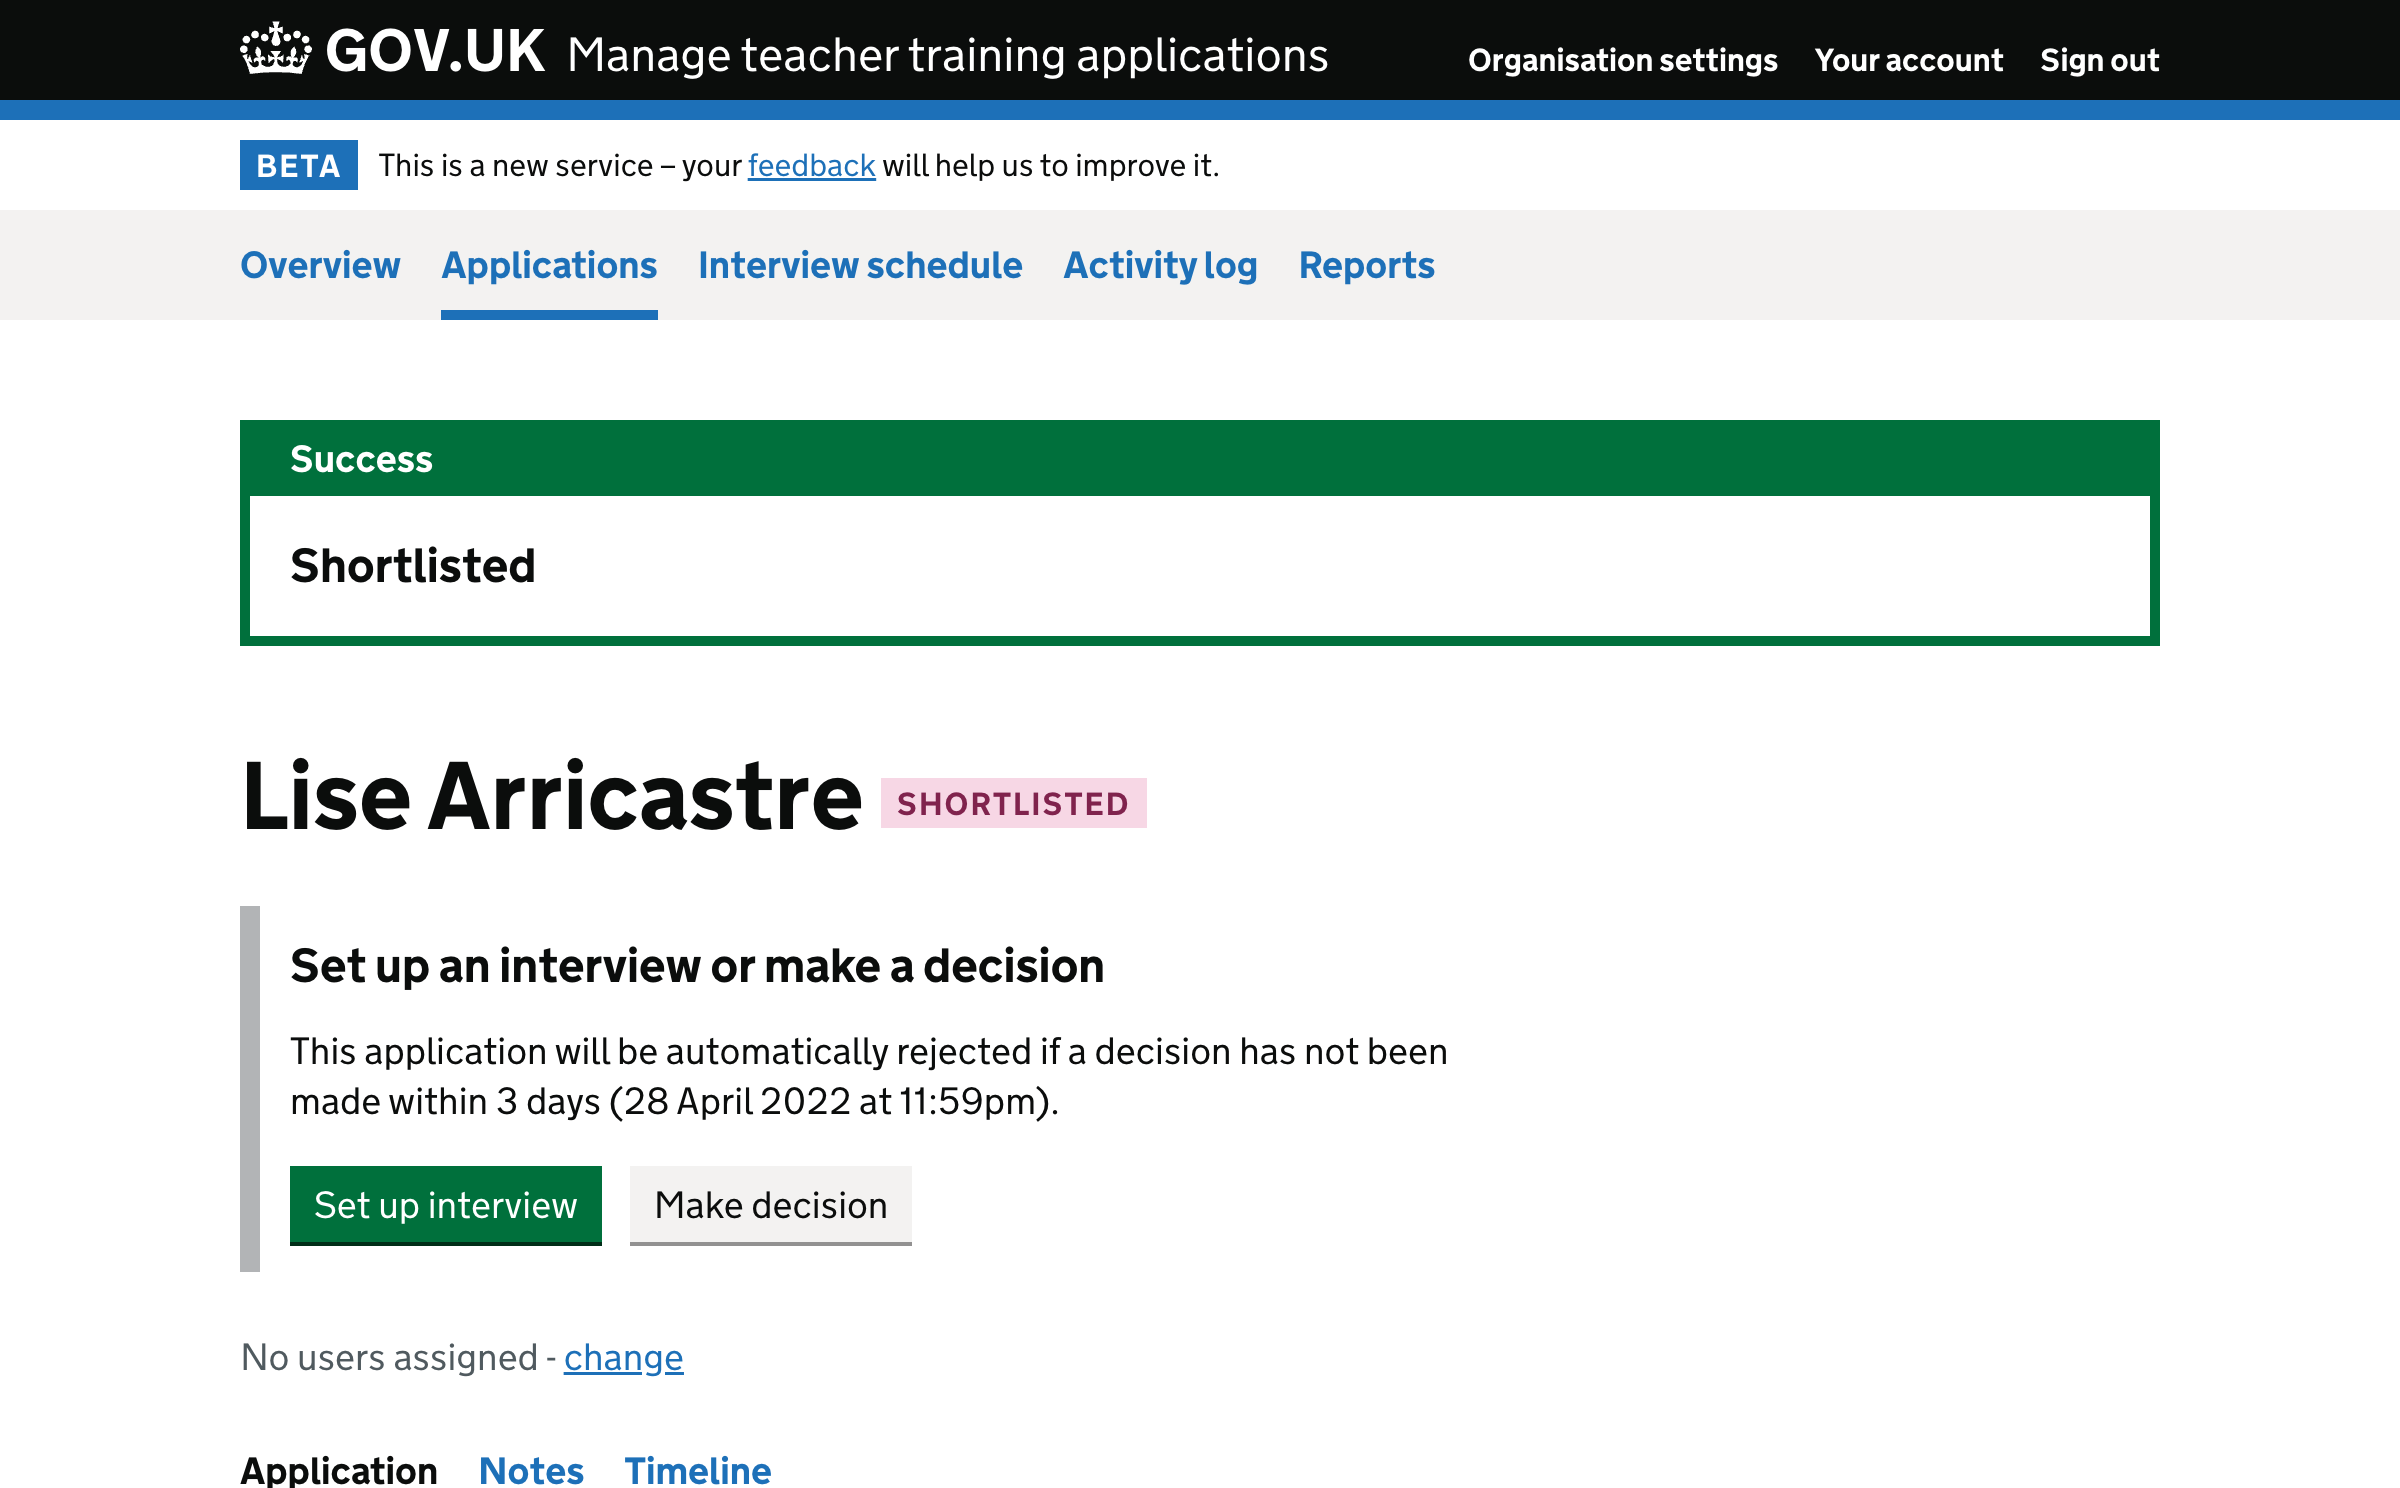 GOV.UK Manage teacher training applications Organisation settings Your account Sign out
BETA This is a new service – your feedback will help us to improve it.
Overview Applications Interview schedule Activity log Reports
Success
Shortlisted
Lise Arricastre SHORTLISTED
Set up an interview or make a decision
This application will be automatically rejected if a decision has not been
made within 3 days (28 April 2022 at 11:59pm).
Set up interview Make decision
No users assigned - change
Application Notes Timeline